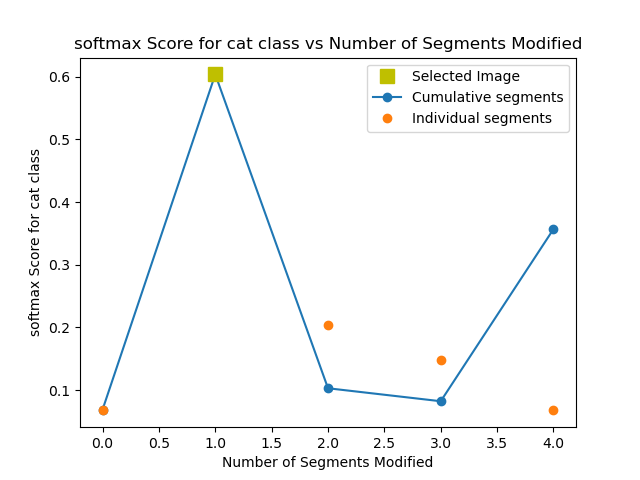 softmax Score for cat class vs Number of Segments Modified
Selected Image
Cumulative segments
Individual segments
softmax Score for cat class
0.6
0.5
0.4
0.3
0.2
0.1
0.0 0.5 1.0 1.5 2.0 2.5 3.0 3.5 4.0
Number of Segments Modified